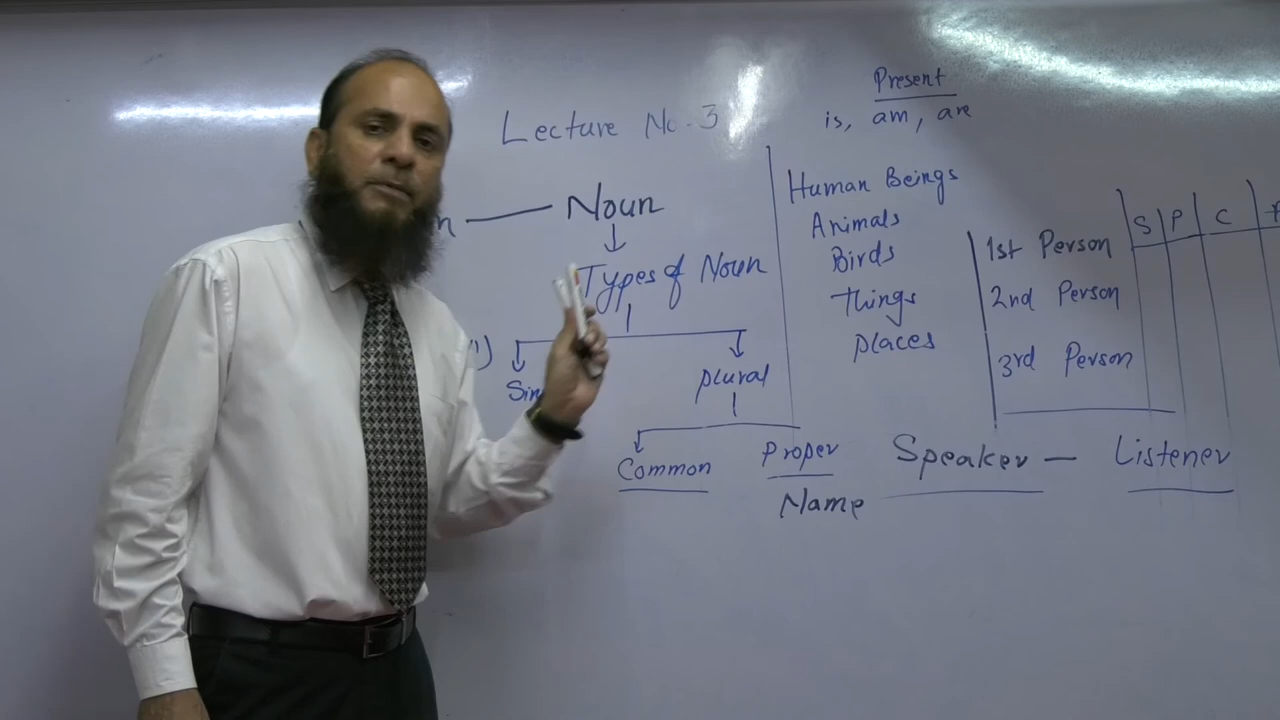 Lecture No-3
Present
is, am, are
Noun
Types of Noun
plural
Common
Proper
Name
Human Beings
Animals
Birds
Things
places
S P C
1st Person
2nd Person
3rd Person
Speaker — Listener